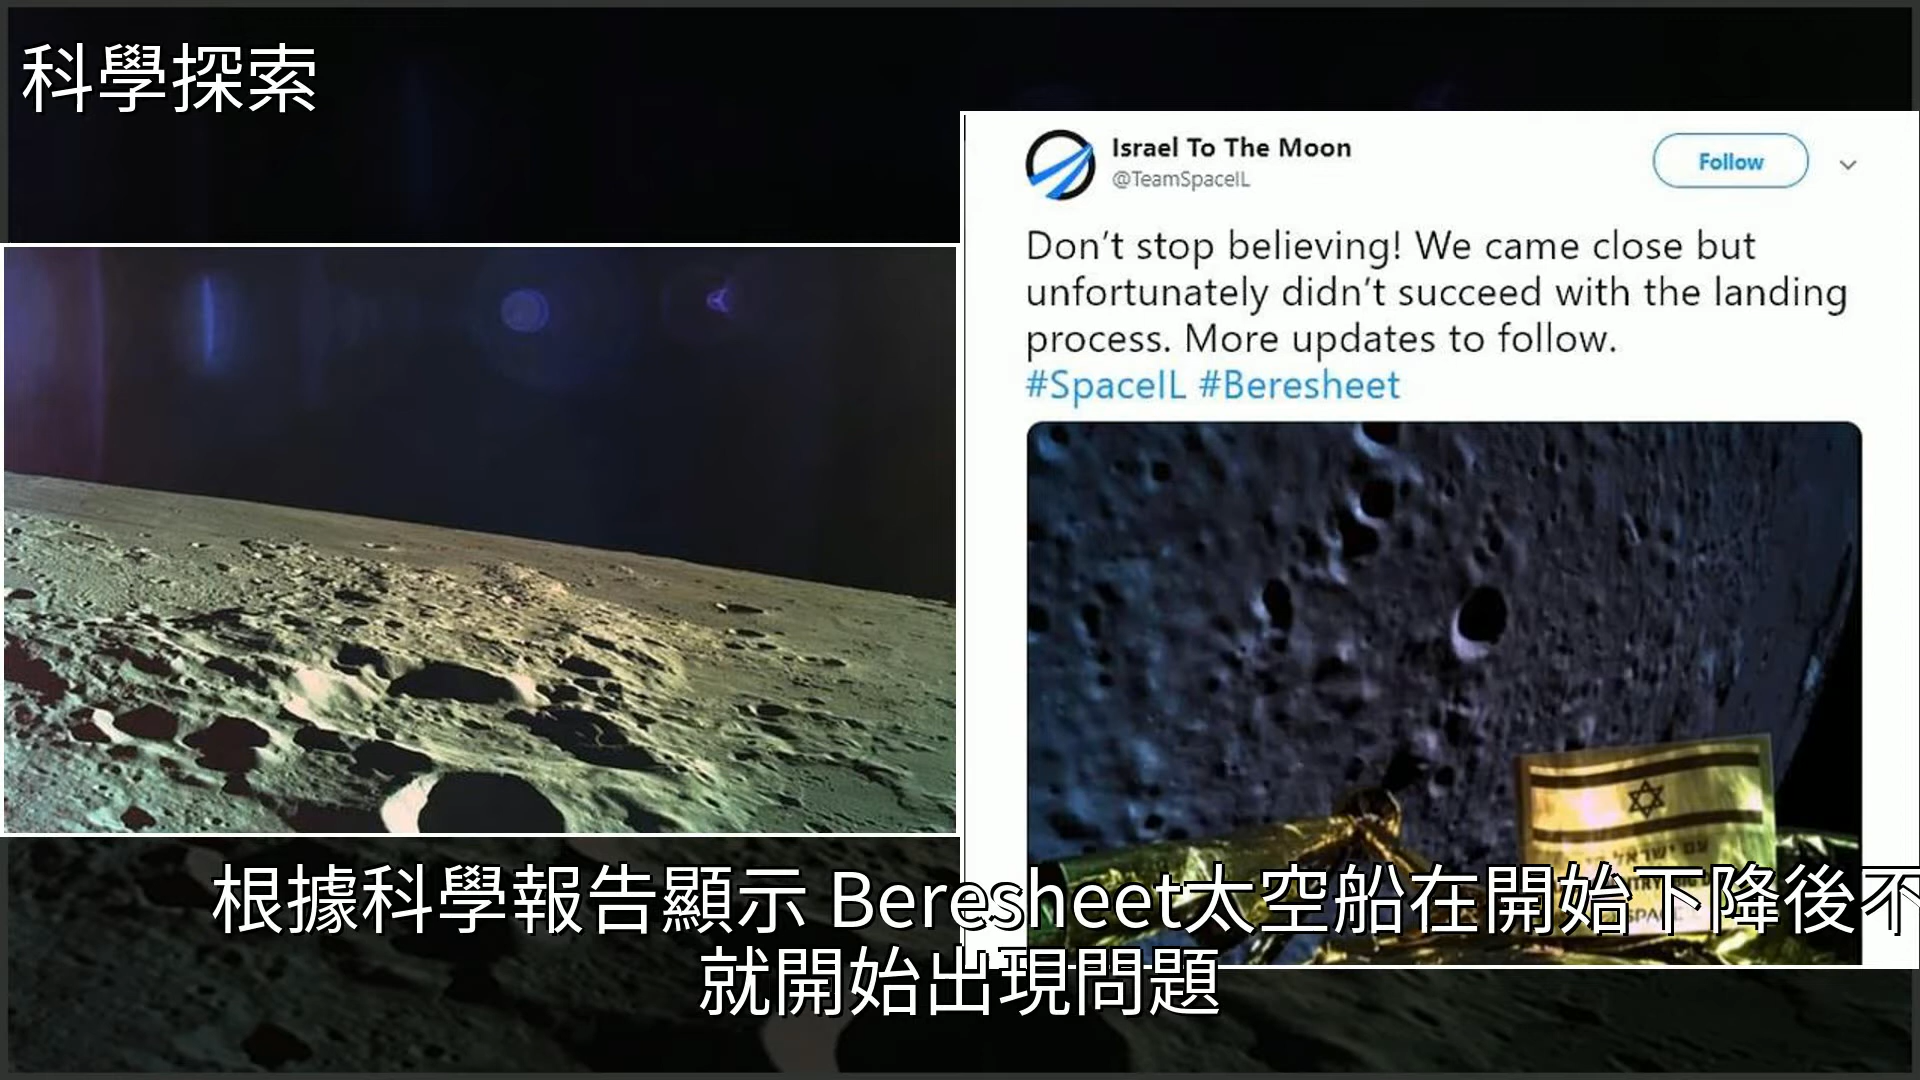 科學探索
Israel To The Moon
@TeamSpaceIL
Follow
Don't stop believing! We came close but
unfortunately didn't succeed with the landing
process. More updates to follow.
#SpaceIL #Beresheet
根據科學報告顯示 Beresheet太空船在開始下降後不
就開始出現問題